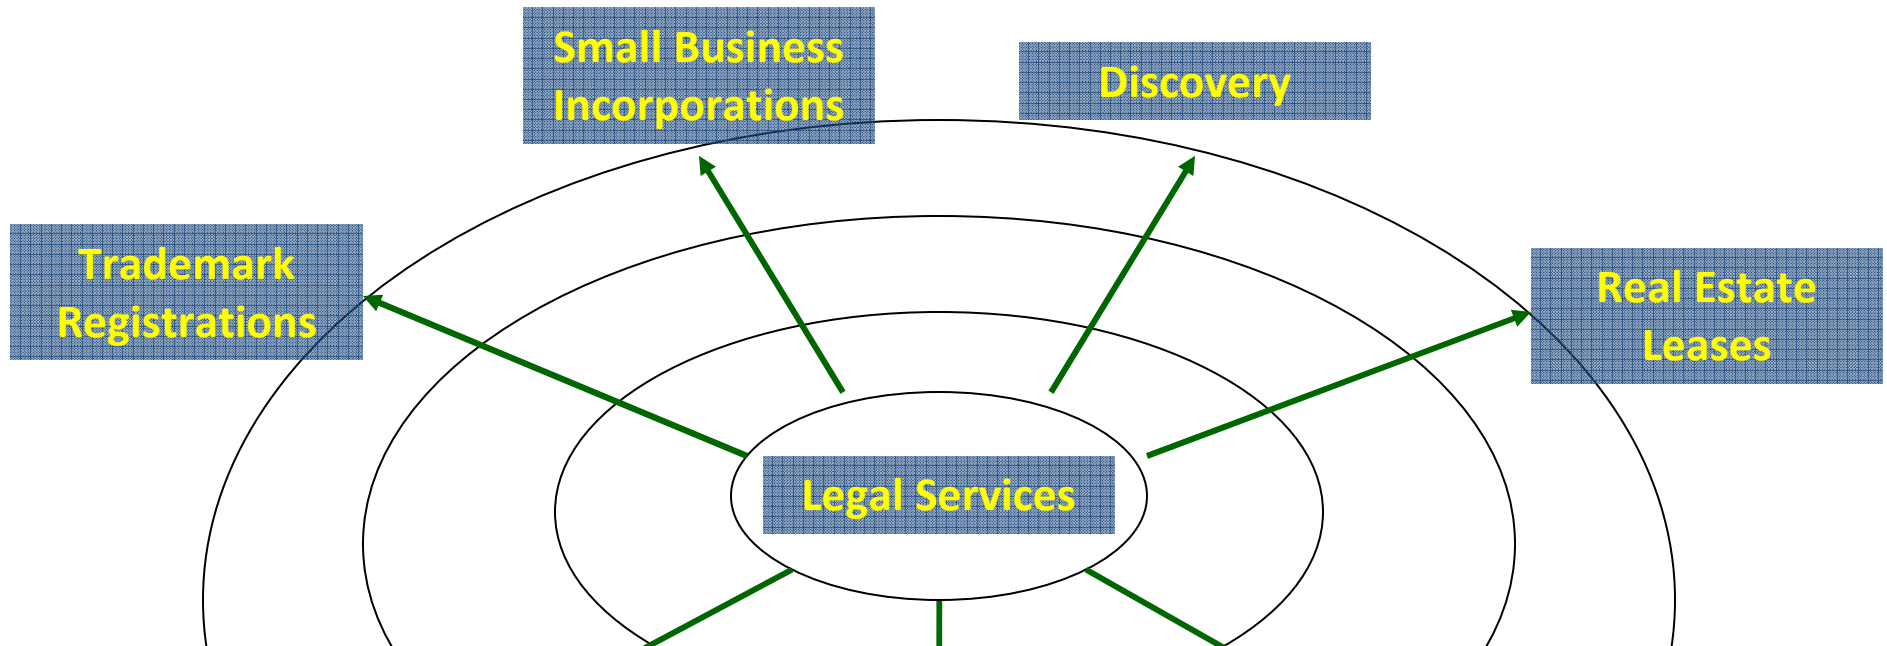 Small Business
Incorporations
Discovery
Trademark
Registrations
Real Estate
Leases
Legal Services